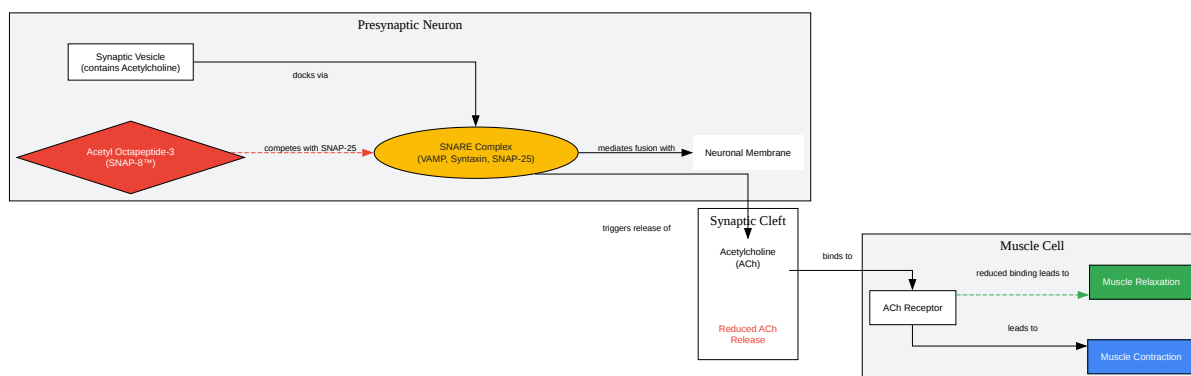 Presynaptic Neuron
Synaptic Vesicle
(contains Acetylcholine)
docks via
Acetyl Octapeptide-3
(SNAP-8™)
competes with SNAP-25
SNARE Complex
(VAMP, Syntaxin, SNAP-25)
mediates fusion with
Neuronal Membrane
triggers release of
Synaptic Cleft
Acetylcholine
(ACh)
Reduced ACh
Release
binds to
Muscle Cell
ACh Receptor
reduced binding leads to
Muscle Relaxation
leads to
Muscle Contraction